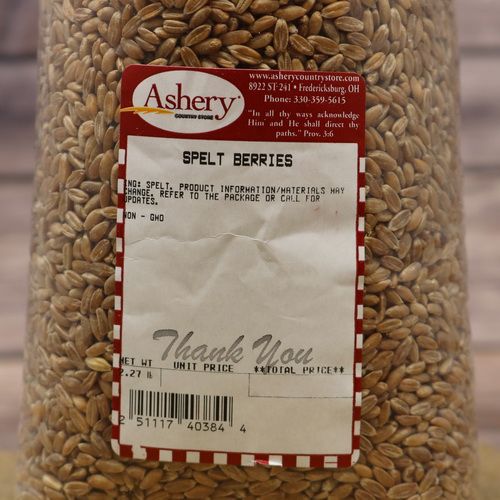 Ashery
COUNTRY STORE
www.asherycountrystore.com
8922 ST 241 • Fredericksburg, OH
Phone: 330-359-5615
"In all thy ways acknowledge
Him and He shall direct thy
paths." Prov. 3:6
SPELT BERRIES
ING: SPELT. PRODUCT INFORMATION/MATERIALS MAY
CHANGE. REFER TO THE PACKAGE OR CALL FOR
UPDATES.
NON - GMO
Thank You
NET WT UNIT PRICE **TOTAL PRICE**
2.27 lb
2 51117 40384 4